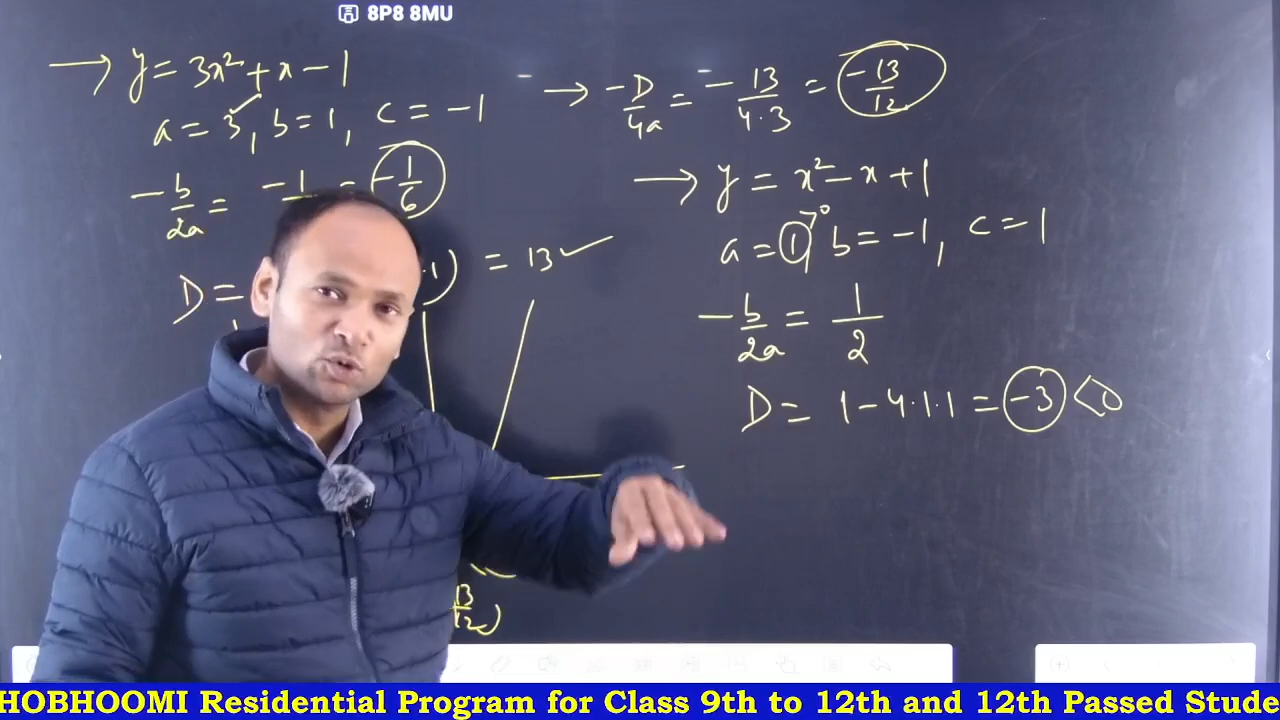 8P8 8MU
→ y = 3x² + x - 1
a = 3, b = 1, c = -1
-b/2a = -1/ = -1/6
D = ·1) = 13 ✓
13/12)
→ -D/4a = -13/4·3 = -13/12
→ y = x² - x + 1
a = 1 > 0 b = -1, c = 1
-b/2a = 1/2
D = 1 - 4·1·1 = -3 < 0
HOBHOOMI Residential Program for Class 9th to 12th and 12th Passed Stude